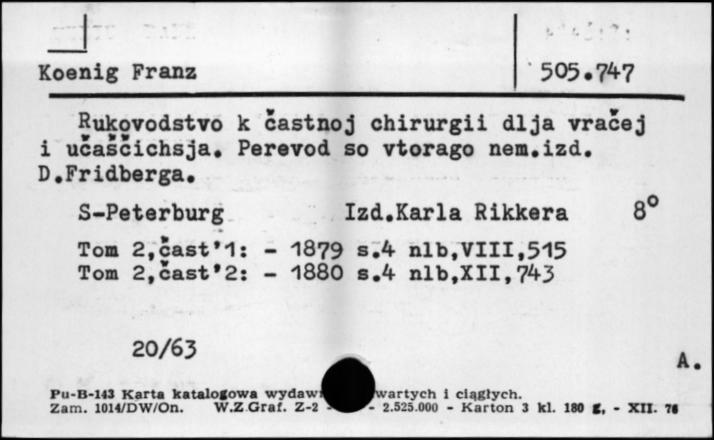 Koenig Franz 505.747
Rukovodstvo k častnoj chirurgii dlja vračej
i učaščichsja. Perevod so vtorago nem.izd.
D.Fridberga.
S-Peterburg Izd.Karla Rikkera 8°
Tom 2,čast'1: - 1879 s.4 nlb,VIII,515
Tom 2,čast'2: - 1880 s.4 nlb,XII,743
20/63
A.
Pu-B-143 Karta katalogowa wydawn wartych i ciągłych.
Zam. 1014/DW/On. W.Z.Graf. Z-2 - - 2.525.000 - Karton 3 kl. 180 g, - XII. 76